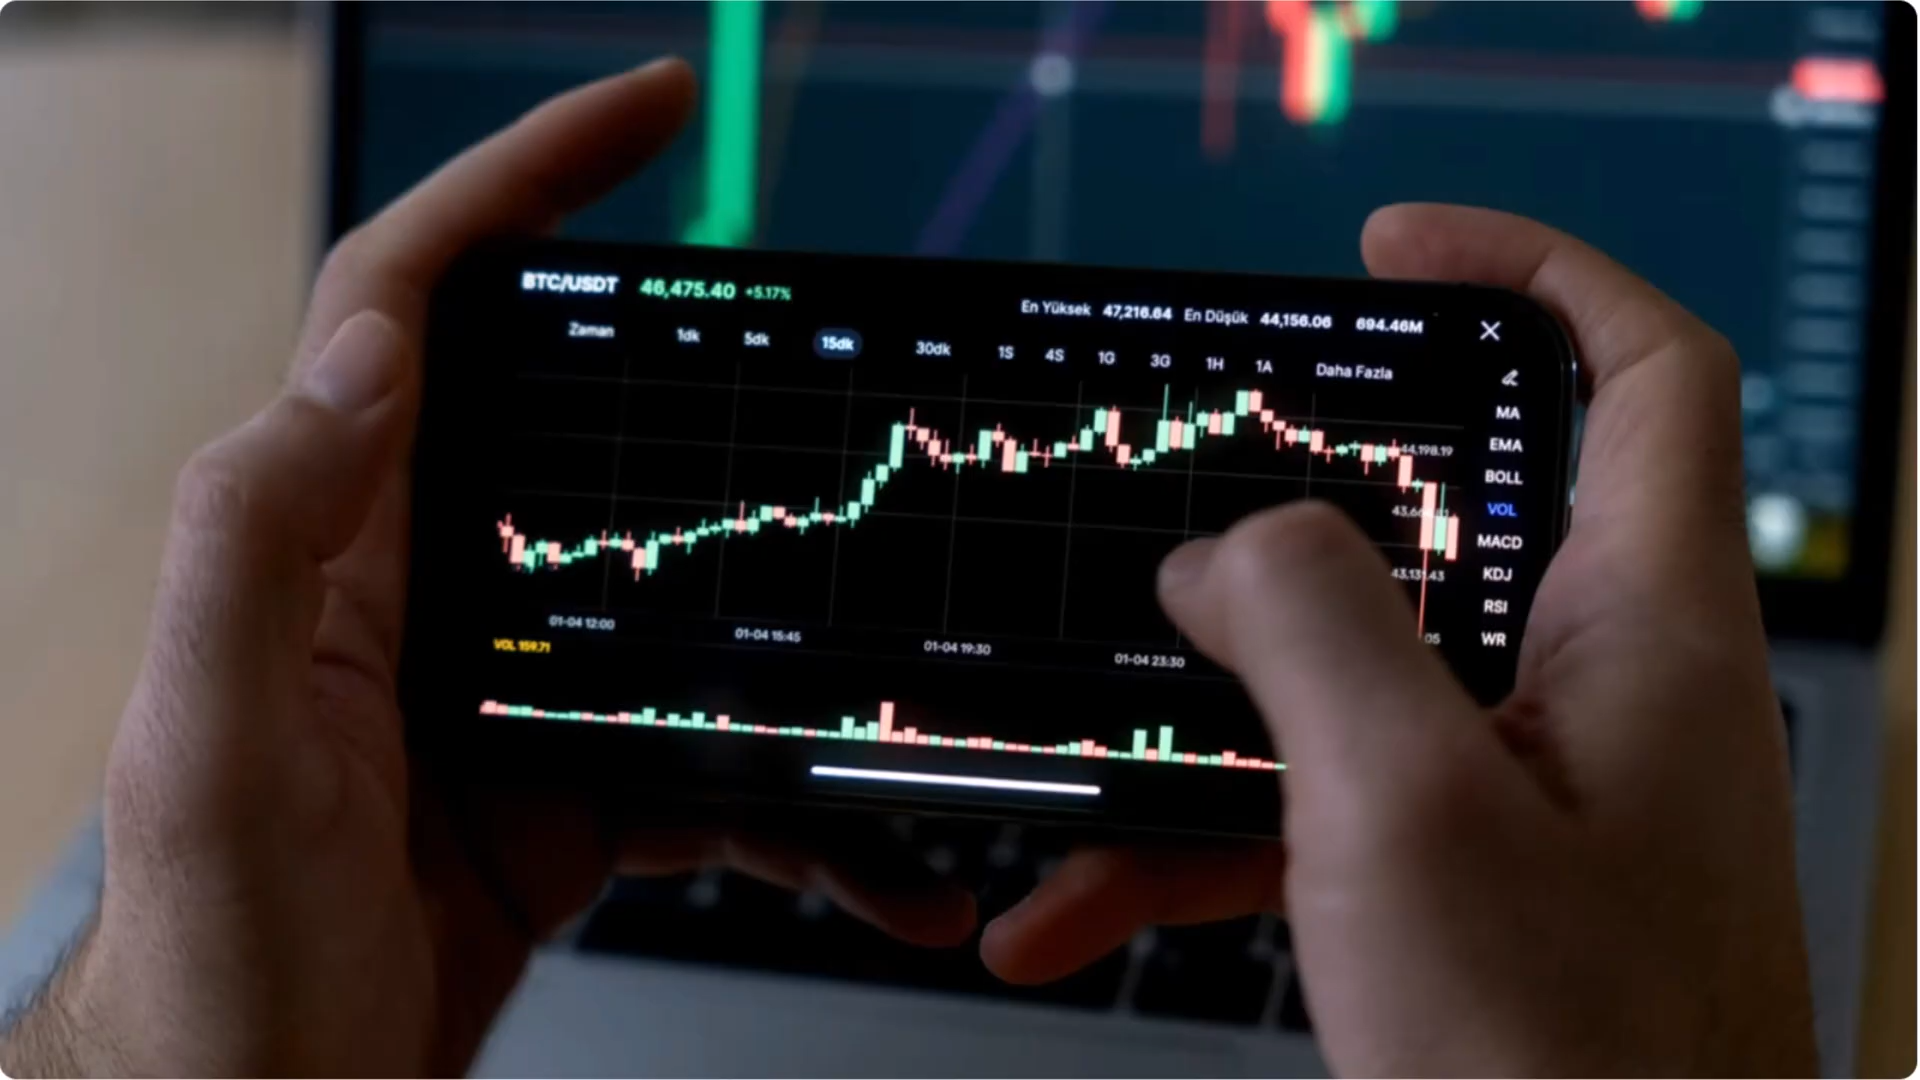 BTC/USDT 46,475.40 +5.17%
En Yüksek 47,216.64 En Düşük 44,156.06 694.46M
Zaman 1dk 5dk 15dk 30dk 1S 4S 1G 3G 1H 1A Daha Fazla
MA
EMA
BOLL
VOL
MACD
KDJ
RSI
WR
44,198.19
43,131.43
05
01-04 12:00 01-04 15:45 01-04 19:30 01-04 23:30
VOL 159.71